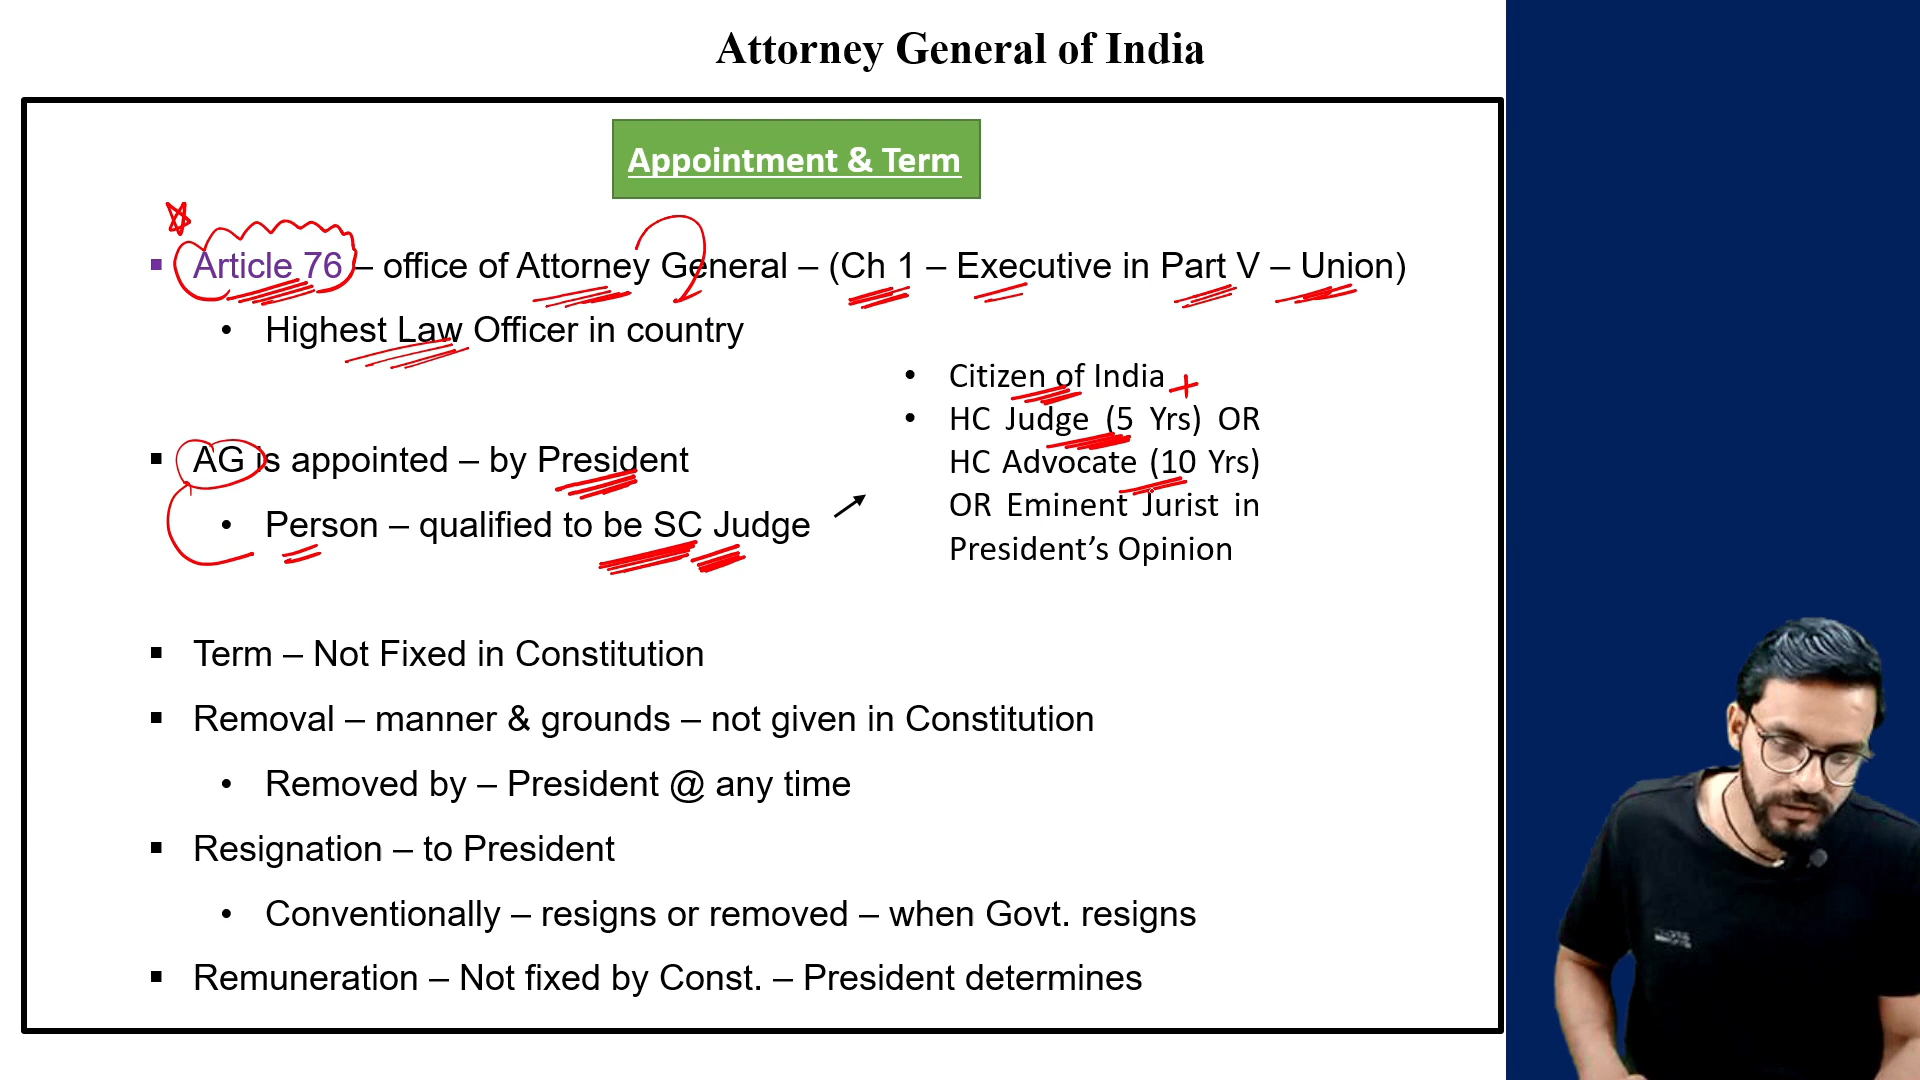 Attorney General of India
Appointment & Term
Article 76 – office of Attorney General – (Ch 1 – Executive in Part V – Union)
Highest Law Officer in country
AG is appointed – by President
Person – qualified to be SC Judge
Citizen of India
HC Judge (5 Yrs) OR
HC Advocate (10 Yrs)
OR Eminent Jurist in
President's Opinion
Term – Not Fixed in Constitution
Removal – manner & grounds – not given in Constitution
Removed by – President @ any time
Resignation – to President
Conventionally – resigns or removed – when Govt. resigns
Remuneration – Not fixed by Const. – President determines